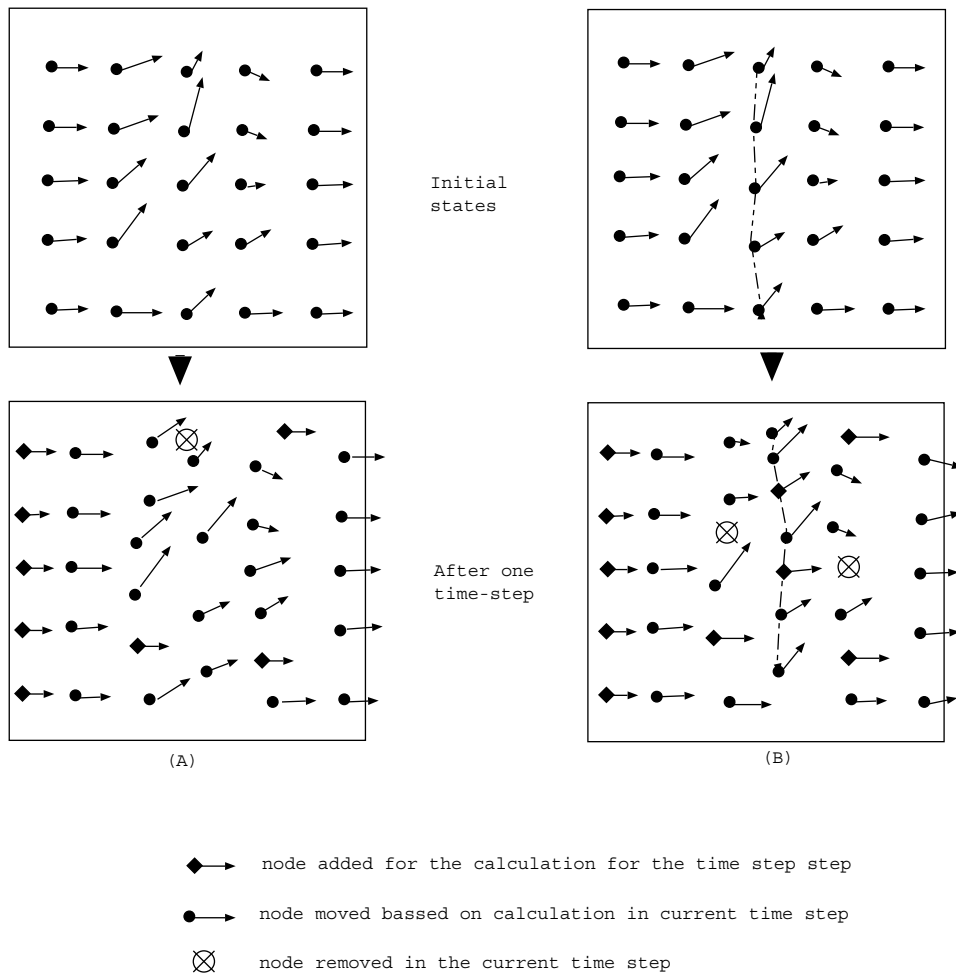 Initial
states
After one
time-step
(A)
(B)
node added for the calculation for the time step step
node moved bassed on calculation in current time step
node removed in the current time step